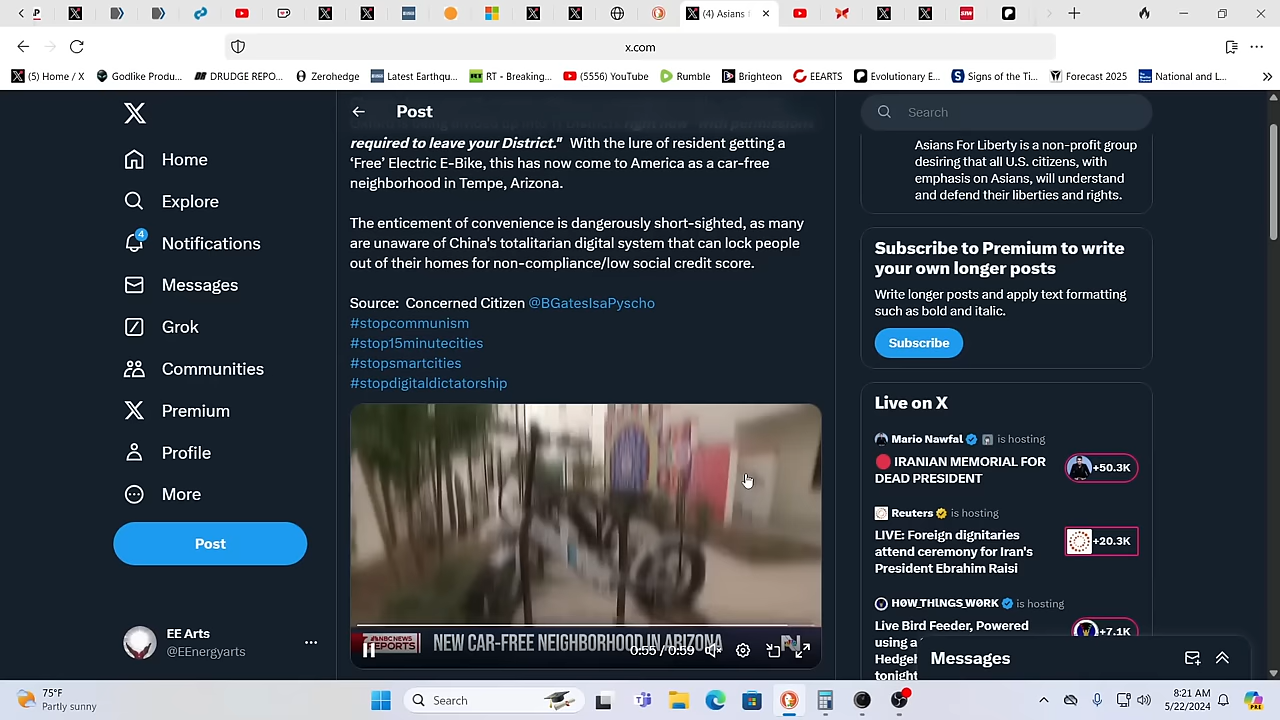 (4) Asians
x.com
(5) Home / X
Godlike Produ...
DRUDGE REPO...
Zerohedge
Latest Earthqu...
RT - Breaking...
(5556) YouTube
Rumble
Brighteon
EEARTS
Evolutionary E...
Signs of the Ti...
Forecast 2025
National and L...
X
Home
Explore
4
Notifications
Messages
Grok
Communities
Premium
Profile
More
Post
EE Arts
@EEnergyarts
Post
required to leave your District." With the lure of resident getting a
‘Free’ Electric E-Bike, this has now come to America as a car-free
neighborhood in Tempe, Arizona.
The enticement of convenience is dangerously short-sighted, as many
are unaware of China's totalitarian digital system that can lock people
out of their homes for non-compliance/low social credit score.
Source: Concerned Citizen @BGatesIsaPyscho
#stopcommunism
#stop15minutecities
#stopsmartcities
#stopdigitaldictatorship
NBC NEWS
REPORTS
NEW CAR-FREE NEIGHBORHOOD IN ARIZONA
0:55 / 0:59
Search
Asians For Liberty is a non-profit group
desiring that all U.S. citizens, with
emphasis on Asians, will understand
and defend their liberties and rights.
Subscribe to Premium to write
your own longer posts
Write longer posts and apply text formatting
such as bold and italic.
Subscribe
Live on X
Mario Nawfal is hosting
IRANIAN MEMORIAL FOR
DEAD PRESIDENT
+50.3K
Reuters is hosting
LIVE: Foreign dignitaries
attend ceremony for Iran's
President Ebrahim Raisi
+20.3K
HØW_THĪNGS_WØRK is hosting
Live Bird Feeder, Powered
using a
Hedgeh
tonight
+7.1K
Messages
75°F
Partly sunny
Search
8:21 AM
5/22/2024